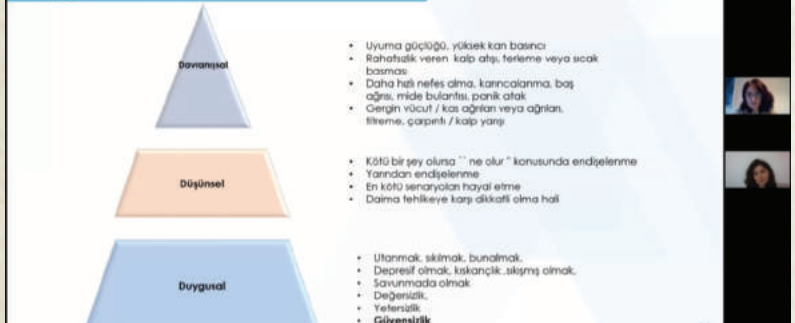 Davranışsal
• Uyuma güçlüğü, yüksek kan basıncı
• Rahatsızlık veren kalp atışı, terleme veya sıcak
basması
• Daha hızlı nefes alma, karıncalanma, baş
ağrısı, mide bulantısı, panik atak
• Gergin vücut / kas ağrıları veya ağrıları,
titreme, çarpıntı / kalp yarışı
Düşünsel
• Kötü bir şey olursa `` ne olur " konusunda endişelenme
• Yarından endişelenme
• En kötü senaryoları hayal etme
• Daima tehlikeye karşı dikkatli olma hali
Duygusal
• Utanmak, sıkılmak, bunalmak,
• Depresif olmak, kıskançlık ,sıkışmış olmak,
• Savunmada olmak
• Değersizlik,
• Yetersizlik
• Güvensizlik